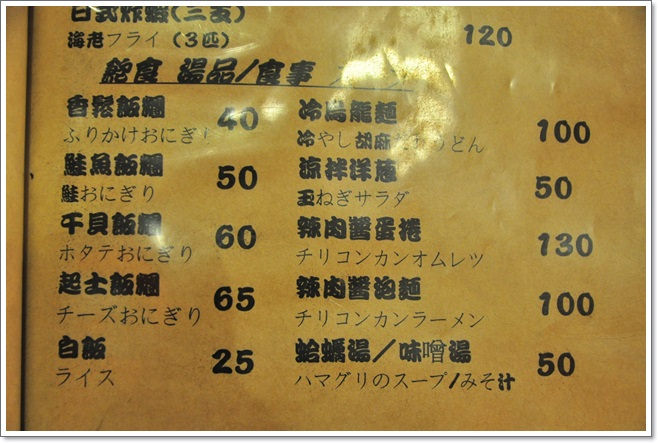 日式炸蝦(三支)
海老フライ（３匹）
120
飽食 湯品/食事
香鬆飯糰
ふりかけおにぎり
40
鮭魚飯糰
鮭おにぎり
50
干貝飯糰
ホタテおにぎり
60
起士飯糰
チーズおにぎり
65
白飯
ライス
25
冷烏龍麵
冷やし胡麻だれうどん
100
涼拌洋蔥
玉ねぎサラダ
50
辣肉醬蛋捲
チリコンカンオムレツ
130
辣肉醬泡麵
チリコンカンラーメン
100
蛤蠣湯／味噌湯
ハマグリのスープ/みそ汁
50